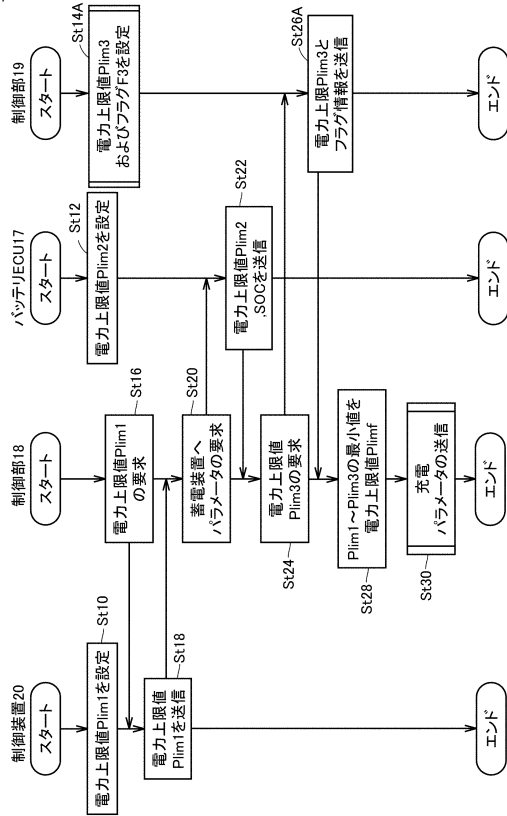 制御装置20
スタート
電力上限値Plim1を設定
St10
電力上限値
Plim1を送信
St18
エンド
制御部18
スタート
電力上限値Plim1
の要求
St16
蓄電装置へ
パラメータの要求
St20
電力上限値
Plim3の要求
St24
Plim1～Plim3の最小値を
電力上限値Plimf
St28
充電
パラメータの送信
St30
エンド
バッテリECU17
スタート
電力上限値Plim2を設定
St12
電力上限値Plim2
,SOCを送信
St22
エンド
制御部19
スタート
電力上限値Plim3
およびフラグF3を設定
St14A
電力上限Plim3と
フラグ情報を送信
St26A
エンド